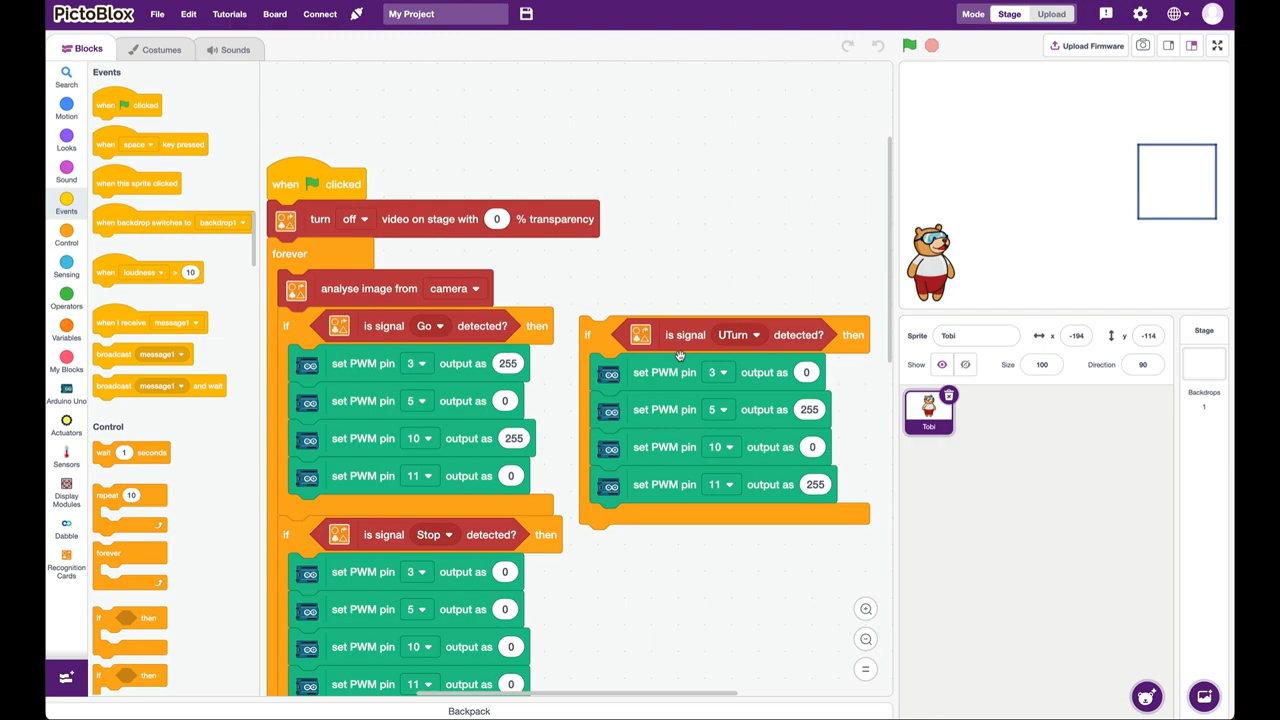 PictoBlox File Edit Tutorials Board Connect My Project Mode Stage Upload
Blocks Costumes Sounds Upload Firmware
Search
Motion
Looks
Sound
Events
Control
Sensing
Operators
Variables
My Blocks
Arduino Uno
Actuators
Sensors
Display
Modules
Dabble
Recognition
Cards
Events
when clicked
when space key pressed
when this sprite clicked
when backdrop switches to backdrop1
when loudness > 10
when I receive message1
broadcast message1
broadcast message1 and wait
Control
wait 1 seconds
repeat 10
forever
if then
if then
when clicked
turn off video on stage with 0 % transparency
forever
analyse image from camera
if is signal Go detected? then
set PWM pin 3 output as 255
set PWM pin 5 output as 0
set PWM pin 10 output as 255
set PWM pin 11 output as 0
if is signal Stop detected? then
set PWM pin 3 output as 0
set PWM pin 5 output as 0
set PWM pin 10 output as 0
set PWM pin 11 output as 0
if is signal UTurn detected? then
set PWM pin 3 output as 0
set PWM pin 5 output as 255
set PWM pin 10 output as 0
set PWM pin 11 output as 255
Sprite Tobi x -194 y -114
Show Size 100 Direction 90
Tobi
Stage
Backdrops
1
Backpack